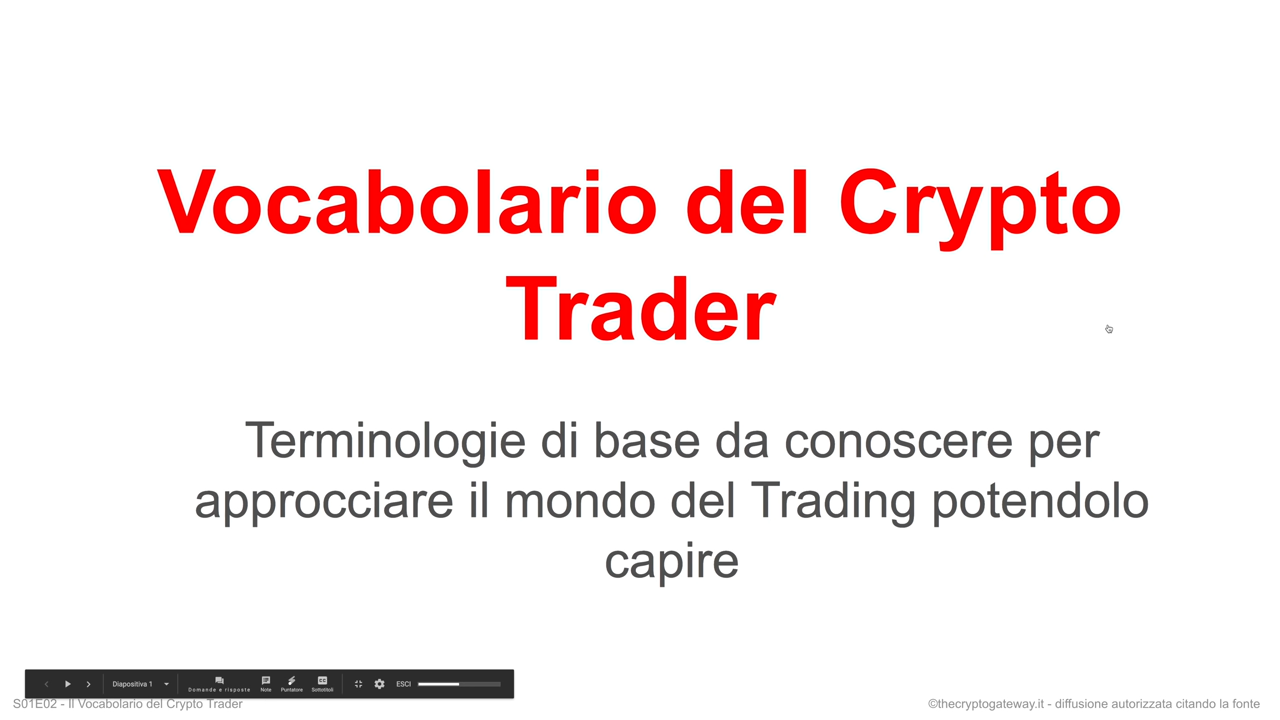 Vocabolario del Crypto
Trader
Terminologie di base da conoscere per
approcciare il mondo del Trading potendolo
capire
Diapositiva 1
Domande e risposte
Note
Puntatore
Sottotitoli
ESCI
S01E02 - Il Vocabolario del Crypto Trader
©thecryptogateway.it - diffusione autorizzata citando la fonte